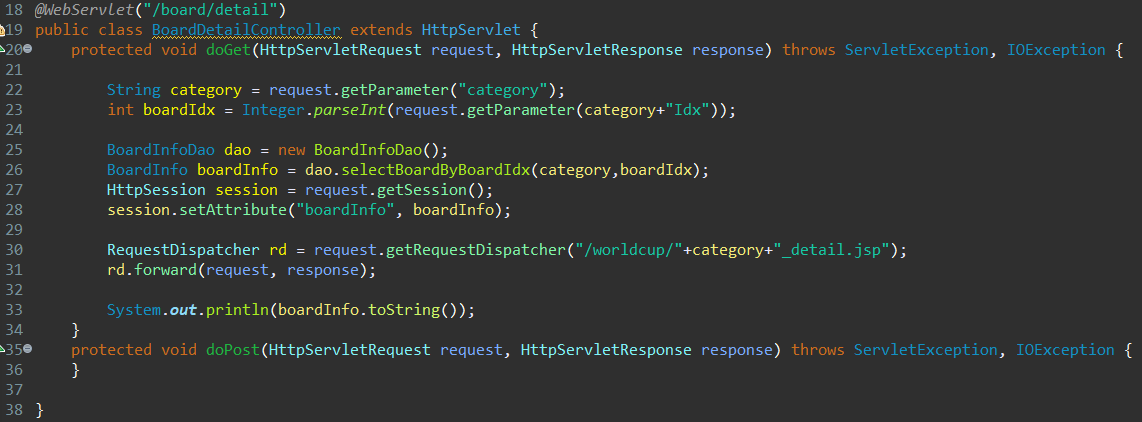 18 @WebServlet("/board/detail")
19 public class BoardDetailController extends HttpServlet {
20     protected void doGet(HttpServletRequest request, HttpServletResponse response) throws ServletException, IOException {
21
22         String category = request.getParameter("category");
23         int boardIdx = Integer.parseInt(request.getParameter(category+"Idx"));
24
25         BoardInfoDao dao = new BoardInfoDao();
26         BoardInfo boardInfo = dao.selectBoardByBoardIdx(category,boardIdx);
27         HttpSession session = request.getSession();
28         session.setAttribute("boardInfo", boardInfo);
29
30         RequestDispatcher rd = request.getRequestDispatcher("/worldcup/"+category+"_detail.jsp");
31         rd.forward(request, response);
32
33         System.out.println(boardInfo.toString());
34     }
35     protected void doPost(HttpServletRequest request, HttpServletResponse response) throws ServletException, IOException {
36     }
37
38 }